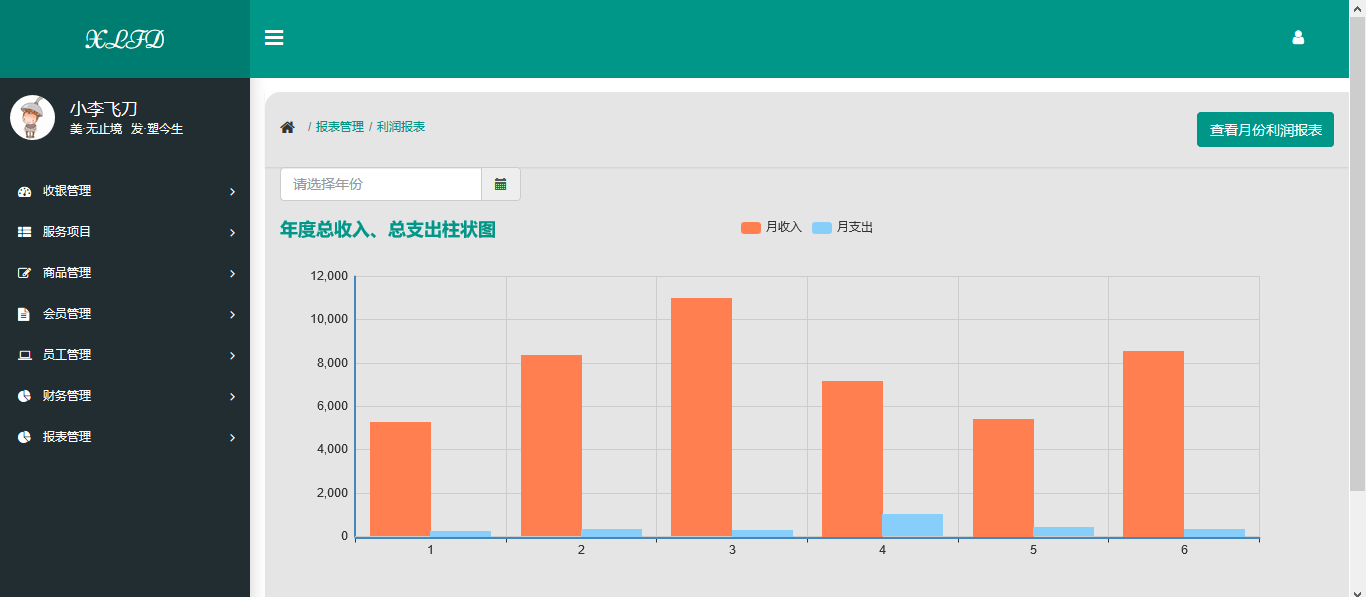 XLFD
小李飞刀
美·无止境 发·塑今生
收银管理
服务项目
商品管理
会员管理
员工管理
财务管理
报表管理
/ 报表管理 / 利润报表
查看月份利润报表
请选择年份
年度总收入、总支出柱状图
月收入 月支出
12,000
10,000
8,000
6,000
4,000
2,000
0
1 2 3 4 5 6